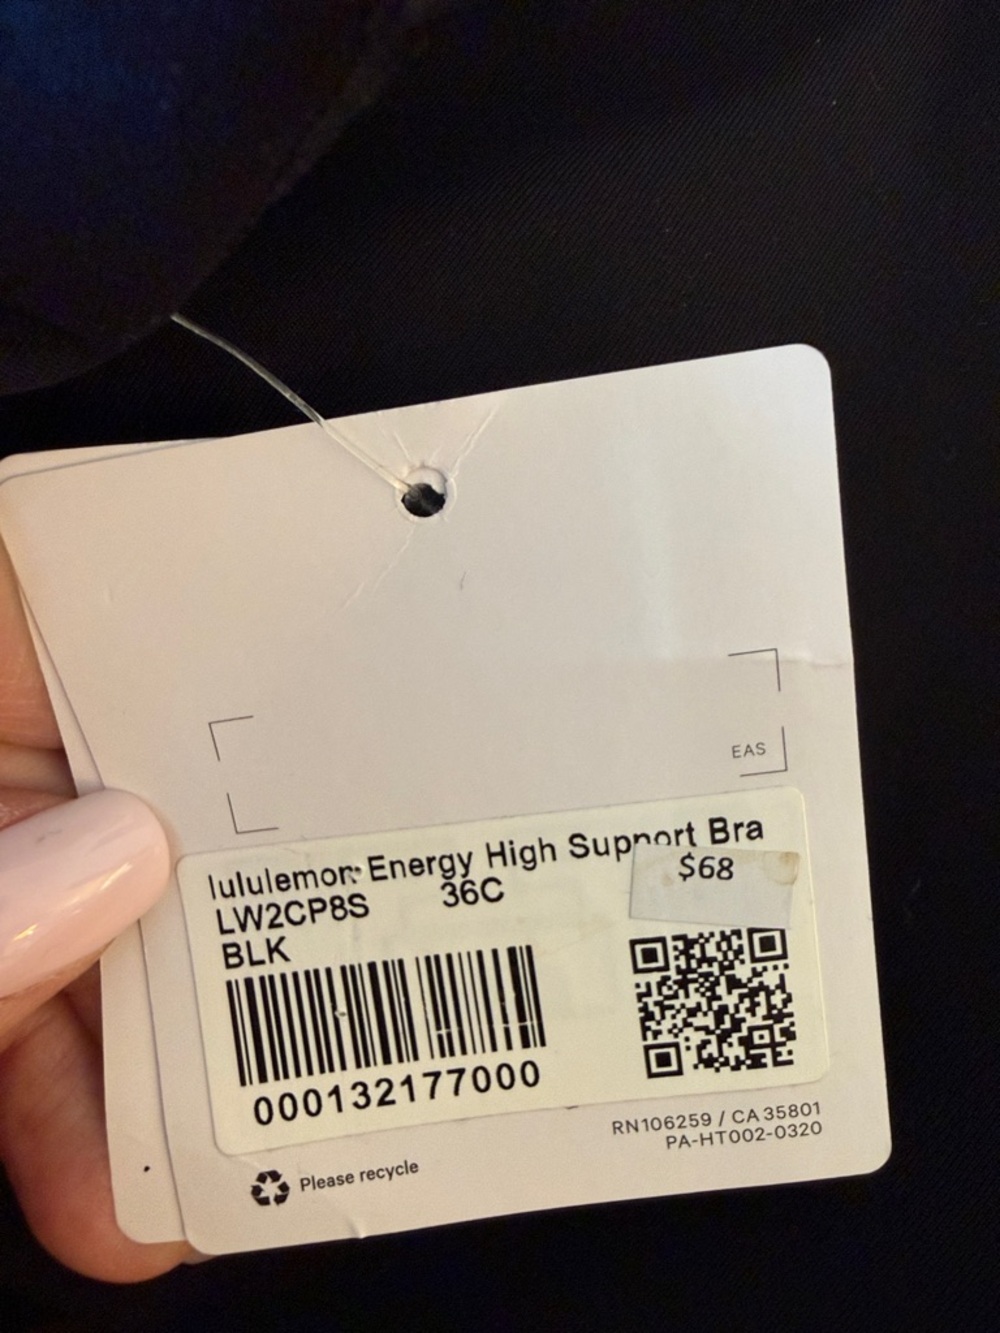 EAS
lululemon Energy High Support Bra
LW2CP8S 36C $68
BLK
000132177000
RN106259 / CA 35801
PA-HT002-0320
Please recycle